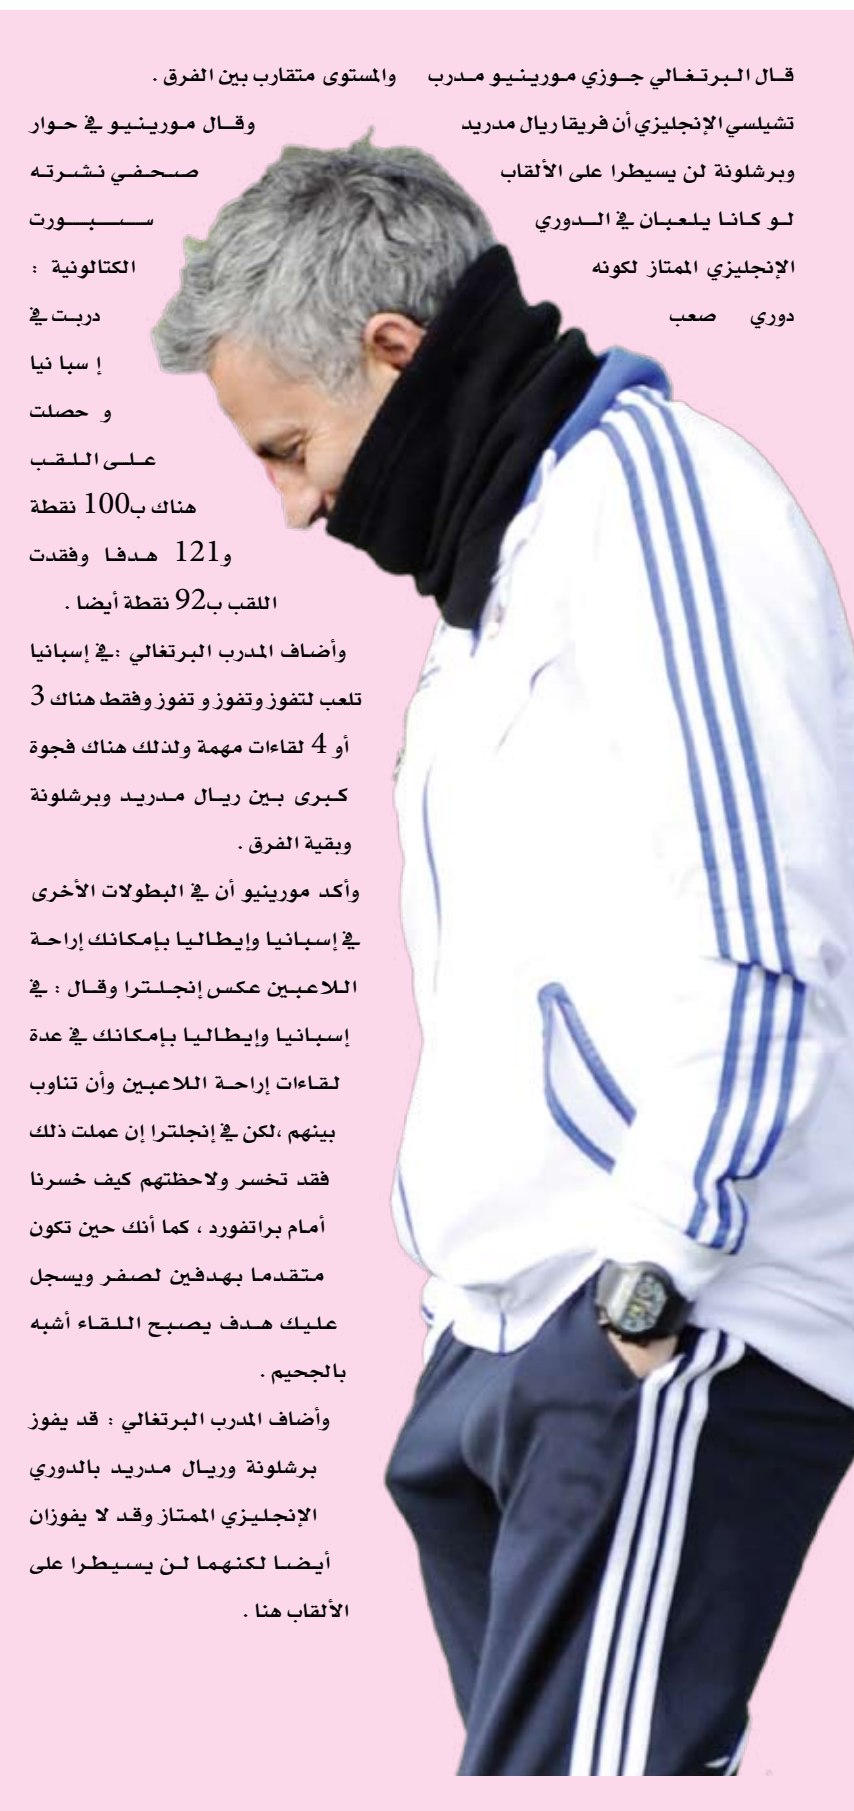 قال البرتغالي جوزي مورينيو مدرب
تشيلسي الإنجليزي أن فريقا ريال مدريد
وبرشلونة لن يسيطرا على الألقاب
لو كانا يلعبان في الدوري
الإنجليزي الممتاز لكونه
دوري صعب
والمستوى متقارب بين الفرق .
وقال مورينيو في حوار
صحفي نشرته
سبورت
الكتالونية :
دربت في
إسبانيا
و حصلت
على اللقب
هناك ب100 نقطة
و121 هدفا وفقدت
اللقب ب92 نقطة أيضا .
وأضاف المدرب البرتغالي :في إسبانيا
تلعب لتفوز وتفوز و تفوز وفقط هناك 3
أو 4 لقاءات مهمة ولذلك هناك فجوة
كبرى بين ريال مدريد وبرشلونة
وبقية الفرق .
وأكد مورينيو أن في البطولات الأخرى
في إسبانيا وإيطاليا بإمكانك إراحة
اللاعبين عكس إنجلترا وقال : في
إسبانيا وإيطاليا بإمكانك في عدة
لقاءات إراحة اللاعبين وأن تناوب
بينهم ،لكن في إنجلترا إن عملت ذلك
فقد تخسر ولاحظتهم كيف خسرنا
أمام براتفورد ، كما أنك حين تكون
متقدما بهدفين لصفر ويسجل
عليك هدف يصبح اللقاء أشبه
بالجحيم .
وأضاف المدرب البرتغالي : قد يفوز
برشلونة وريال مدريد بالدوري
الإنجليزي الممتاز وقد لا يفوزان
أيضا لكنهما لن يسيطرا على
الألقاب هنا .